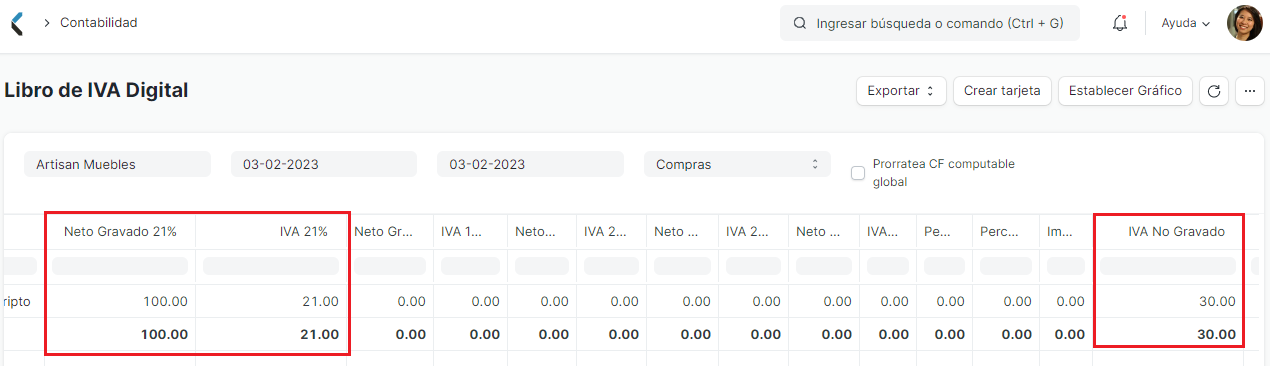 Contabilidad
Ingresar búsqueda o comando (Ctrl + G)
Ayuda
Libro de IVA Digital
Exportar
Crear tarjeta
Establecer Gráfico
...
Artisan Muebles
03-02-2023
03-02-2023
Compras
Prorratea CF computable
global
Neto Gravado 21% IVA 21% Neto Gr... IVA 1... Neto... IVA 2... Neto ... IVA 2... Neto ... IVA... Pe... Perc... Im... IVA No Gravado
ripto 100.00 21.00 0.00 0.00 0.00 0.00 0.00 0.00 0.00 0.00 0.00 0.00 0.00 30.00
100.00 21.00 0.00 0.00 0.00 0.00 0.00 0.00 0.00 0.00 0.00 0.00 0.00 30.00